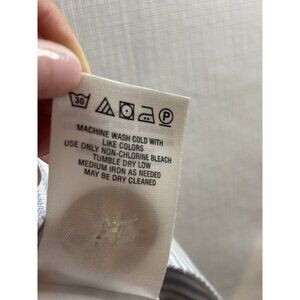 30 P
MACHINE WASH COLD WITH
LIKE COLORS
USE ONLY NON-CHLORINE BLEACH
TUMBLE DRY LOW
MEDIUM IRON AS NEEDED
MAY BE DRY CLEANED